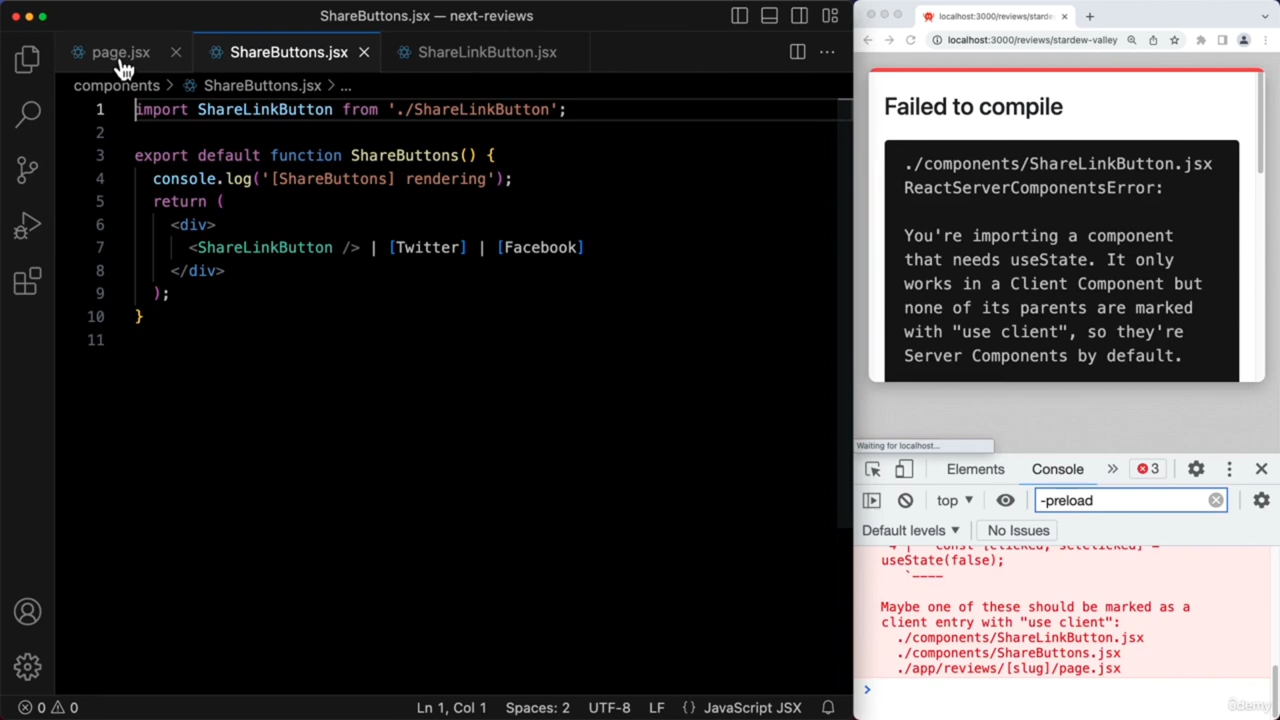 ShareButtons.jsx — next-reviews
page.jsx
ShareButtons.jsx
ShareLinkButton.jsx
components > ShareButtons.jsx > ...
1 import ShareLinkButton from './ShareLinkButton';
2
3 export default function ShareButtons() {
4 console.log('[ShareButtons] rendering');
5 return (
6 <div>
7 <ShareLinkButton /> | [Twitter] | [Facebook]
8 </div>
9 );
10 }
11
0 0
Ln 1, Col 1
Spaces: 2
UTF-8
LF
{} JavaScript JSX
localhost:3000/reviews/stardew
localhost:3000/reviews/stardew-valley
Failed to compile
./components/ShareLinkButton.jsx
ReactServerComponentsError:
You're importing a component
that needs useState. It only
works in a Client Component but
none of its parents are marked
with "use client", so they're
Server Components by default.
Waiting for localhost...
Elements
Console
3
top
-preload
Default levels
No Issues
4 | const [clicked, setClicked] =
useState(false);
`----
Maybe one of these should be marked as a
client entry with "use client":
./components/ShareLinkButton.jsx
./components/ShareButtons.jsx
./app/reviews/[slug]/page.jsx
ûdemy